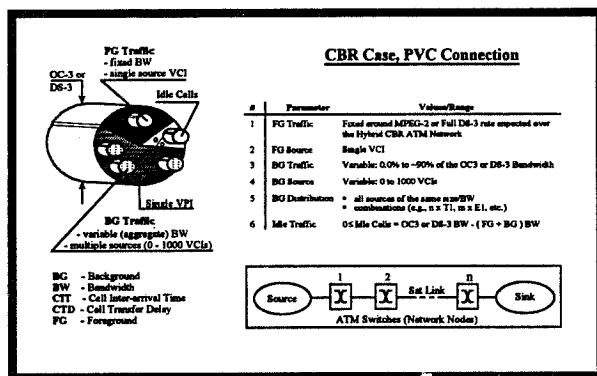 CBR Case, PVC Connection
FG Traffic
- fixed BW
- single source VCI
OC-3 or
DS-3
Idle Calls
Single VPI
BG Traffic
- variable (aggregate) BW
- multiple sources (0 - 1000 VCIs)
BG - Background
BW - Bandwidth
CIT - Cell Inter-arrival Time
CTD - Cell Transfer Delay
FG - Foreground
# Parameter Value/Range
1 FG Traffic Fixed around MPEG-2 or Full DS-3 rate expected over
the Hybrid CBR ATM Network
2 FG Source Single VCI
3 BG Traffic Variable: 0.0% to ~90% of the OC3 or DS-3 Bandwidth
4 BG Source Variable: 0 to 1000 VCIs
5 BG Distribution • all sources of the same size/BW
• combinations (e.g., n x T1, m x E1, etc.)
6 Idle Traffic 0≤ Idle Calls = OC3 or DS-3 BW - ( FG + BG ) BW
1 2 n
Source Sat Link Sink
ATM Switches (Network Nodes)